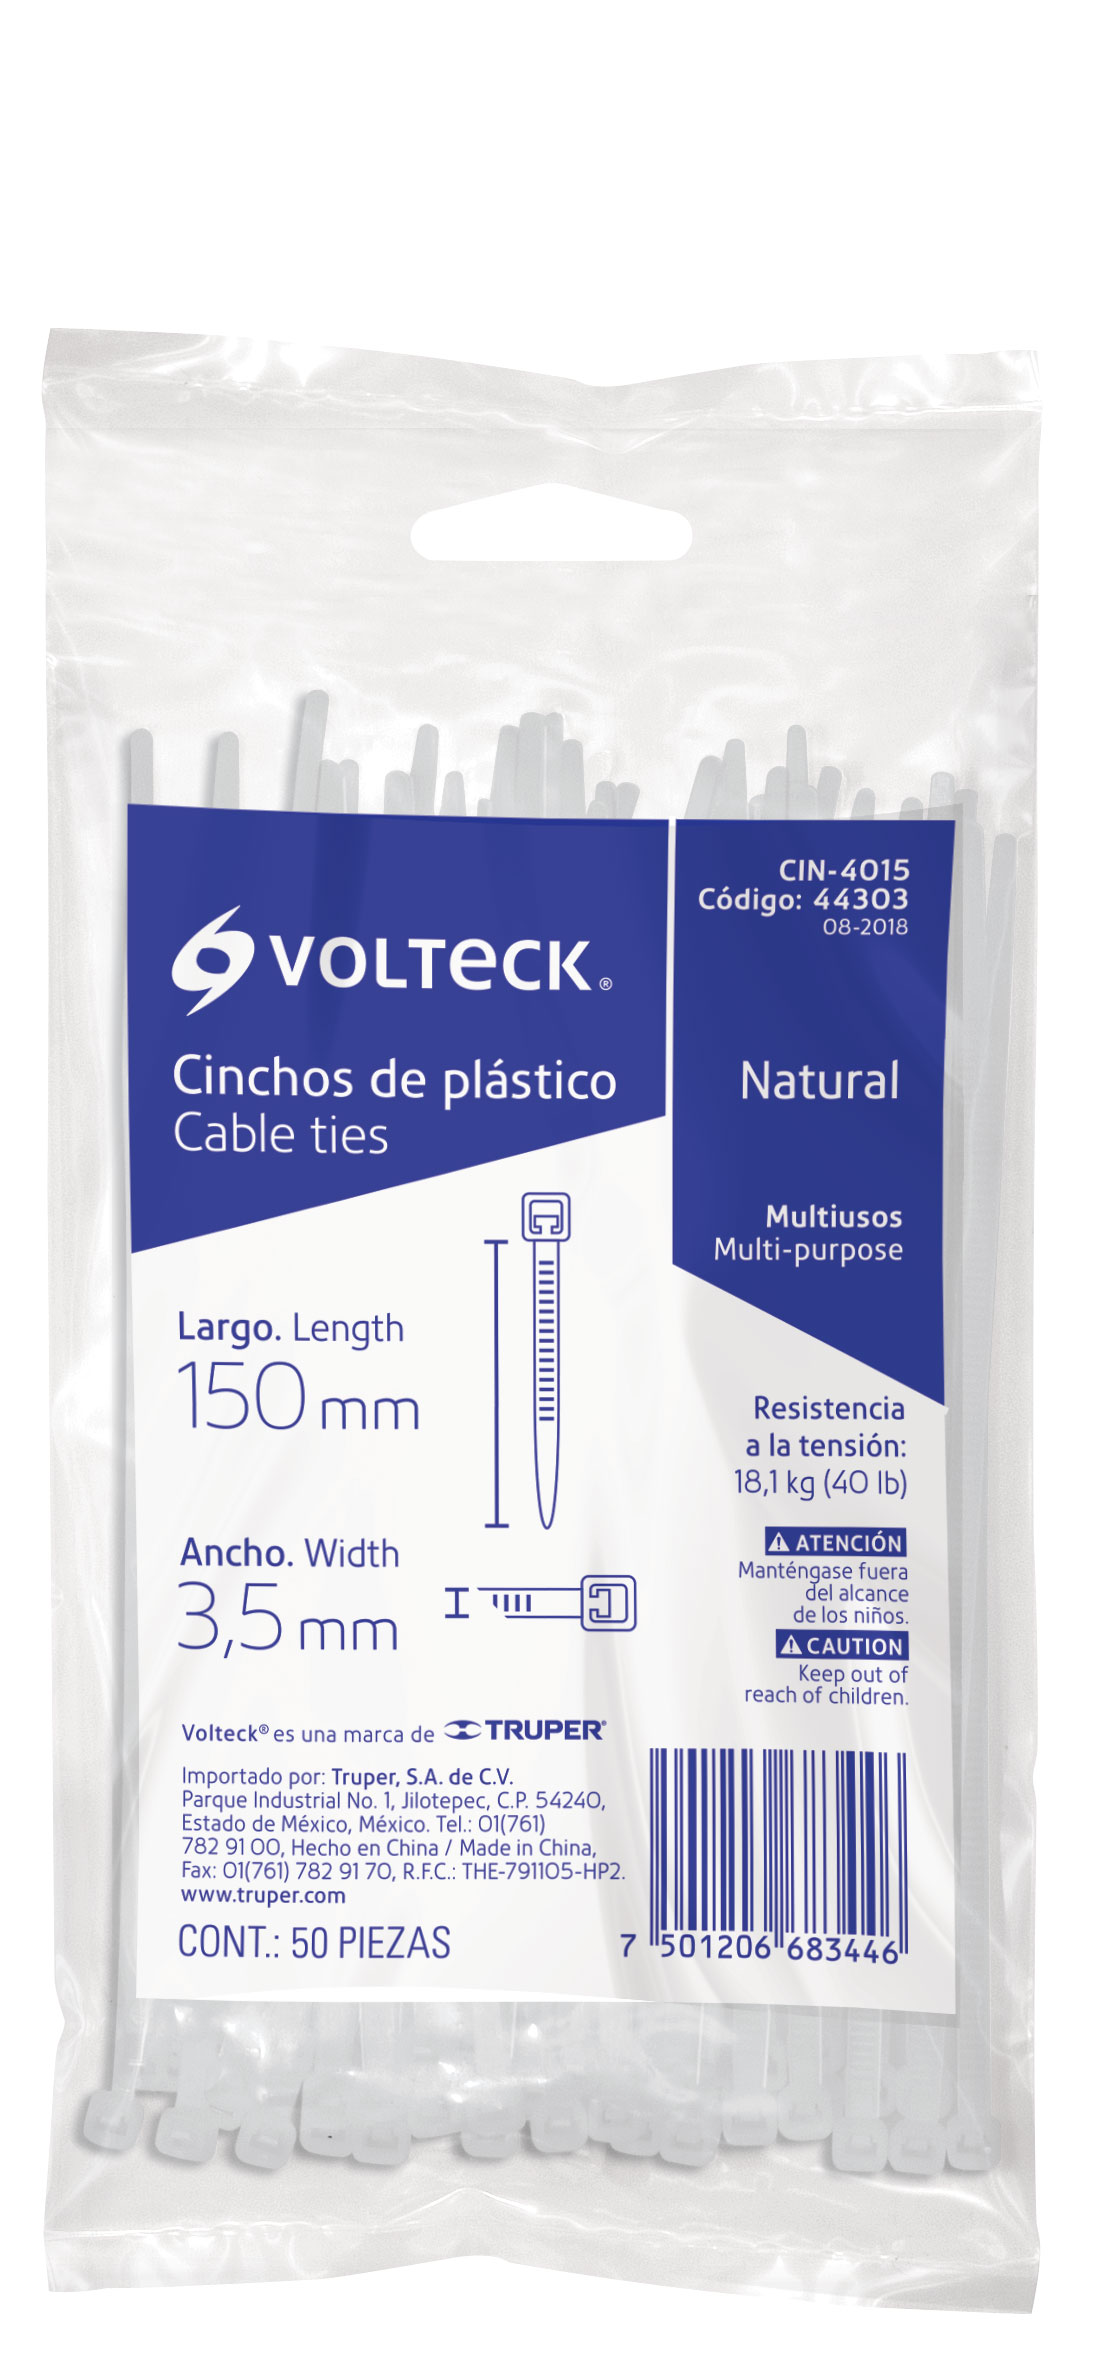 VOLTECK®
Cinchos de plástico
Cable ties
CIN-4015
Código: 44303
08-2018
Natural
Multiusos
Multi-purpose
Largo. Length
150 mm
Ancho. Width
3,5 mm
Resistencia
a la tensión:
18,1 kg (40 lb)
ATENCIÓN
Manténgase fuera
del alcance
de los niños.
CAUTION
Keep out of
reach of children.
Volteck® es una marca de TRUPER®
Importado por: Truper, S.A. de C.V.
Parque Industrial No. 1, Jilotepec, C.P. 54240,
Estado de México, México. Tel.: 01(761)
782 91 00, Hecho en China / Made in China,
Fax: 01(761) 782 91 70, R.F.C.: THE-791105-HP2.
www.truper.com
CONT.: 50 PIEZAS
7 501206 683446